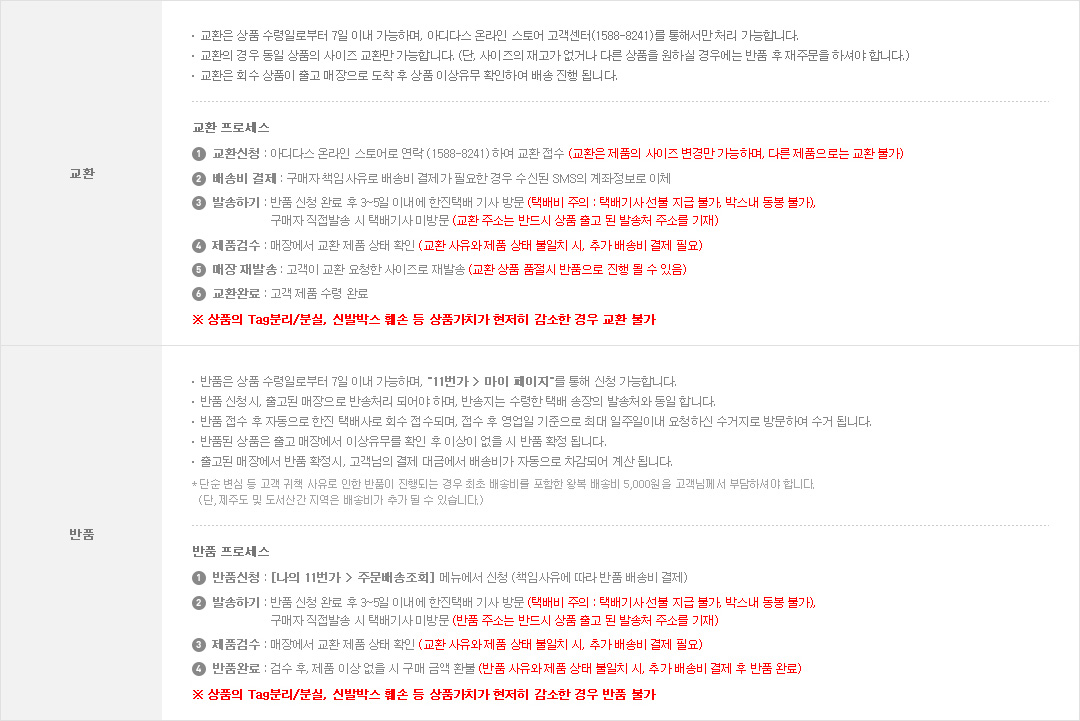 교환
· 교환은 상품 수령일로부터 7일 이내 가능하며, 아디다스 온라인 스토어 고객센터(1588-8241)를 통해서만 처리 가능합니다.
· 교환의 경우 동일 상품의 사이즈 교환만 가능합니다. (단, 사이즈의 재고가 없거나 다른 상품을 원하실 경우에는 반품 후 재주문을 하셔야 합니다.)
· 교환은 회수 상품이 출고 매장으로 도착 후 상품 이상유무 확인하여 배송 진행 됩니다.
교환 프로세스
1 교환신청 : 아디다스 온라인 스토어로 연락 (1588-8241) 하여 교환 접수 (교환은 제품의 사이즈 변경만 가능하며, 다른 제품으로는 교환 불가)
2 배송비 결제 : 구매자 책임 사유로 배송비 결제가 필요한 경우 수신된 SMS의 계좌정보로 이체
3 발송하기 : 반품 신청 완료 후 3~5일 이내에 한진택배 기사 방문 (택배비 주의 : 택배기사 선불 지급 불가, 박스내 동봉 불가),
구매자 직접발송 시 택배기사 미방문 (교환 주소는 반드시 상품 출고 된 발송처 주소를 기재)
4 제품검수 : 매장에서 교환 제품 상태 확인 (교환 사유와 제품 상태 불일치 시, 추가 배송비 결제 필요)
5 매장 재발송 : 고객이 교환 요청한 사이즈로 재발송 (교환 상품 품절시 반품으로 진행 될 수 있음)
6 교환완료 : 고객 제품 수령 완료
※ 상품의 Tag분리/분실, 신발박스 훼손 등 상품가치가 현저히 감소한 경우 교환 불가
반품
· 반품은 상품 수령일로부터 7일 이내 가능하며, "11번가 > 마이 페이지"를 통해 신청 가능합니다.
· 반품 신청시, 출고된 매장으로 반송처리 되어야 하며, 반송지는 수령한 택배 송장의 발송처와 동일 합니다.
· 반품 접수 후 자동으로 한진 택배사로 회수 접수되며, 접수 후 영업일 기준으로 최대 일주일이내 요청하신 수거지로 방문하여 수거 됩니다.
· 반품된 상품은 출고 매장에서 이상유무를 확인 후 이상이 없을 시 반품 확정 됩니다.
· 출고된 매장에서 반품 확정시, 고객님의 결제 대금에서 배송비가 자동으로 차감되어 계산 됩니다.
* 단순 변심 등 고객 귀책 사유로 인한 반품이 진행되는 경우 최초 배송비를 포함한 왕복 배송비 5,000원을 고객님께서 부담하셔야 합니다.
(단, 제주도 및 도서산간 지역은 배송비가 추가 될 수 있습니다.)
반품 프로세스
1 반품신청 : [나의 11번가 > 주문배송조회] 메뉴에서 신청 (책임사유에 따라 반품 배송비 결제)
2 발송하기 : 반품 신청 완료 후 3~5일 이내에 한진택배 기사 방문 (택배비 주의 : 택배기사 선불 지급 불가, 박스내 동봉 불가),
구매자 직접발송 시 택배기사 미방문 (반품 주소는 반드시 상품 출고 된 발송처 주소를 기재)
3 제품검수 : 매장에서 교환 제품 상태 확인 (교환 사유와 제품 상태 불일치 시, 추가 배송비 결제 필요)
4 반품완료 : 검수 후, 제품 이상 없을 시 구매 금액 환불 (반품 사유와 제품 상태 불일치 시, 추가 배송비 결제 후 반품 완료)
※ 상품의 Tag분리/분실, 신발박스 훼손 등 상품가치가 현저히 감소한 경우 반품 불가